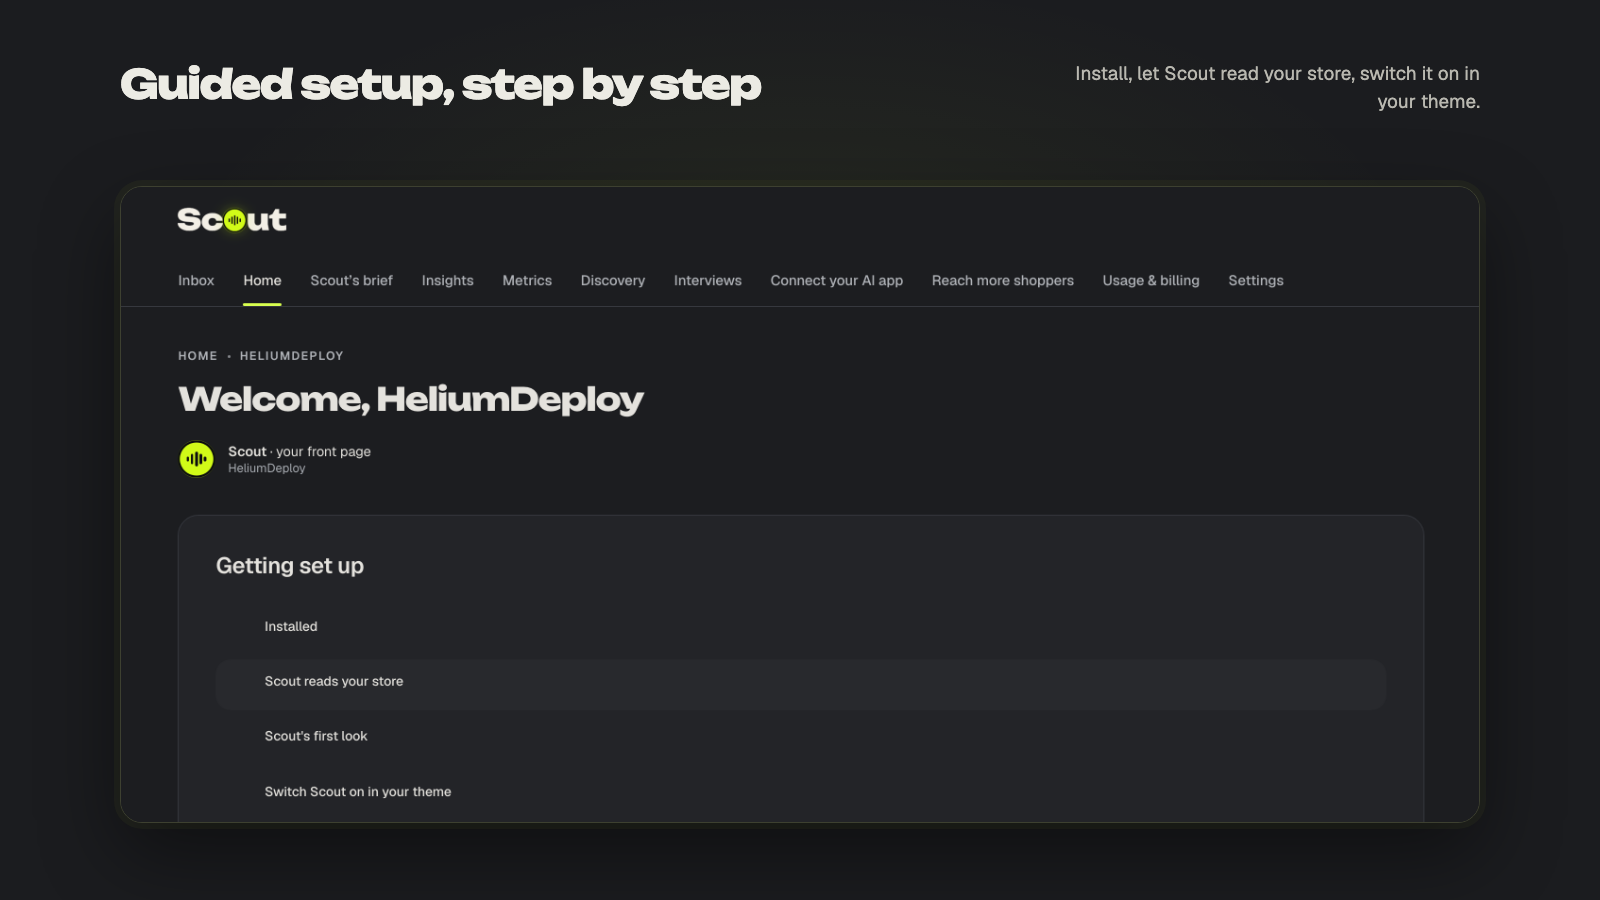 Guided setup, step by step
Install, let Scout read your store, switch it on in
your theme.
Scout
Inbox Home Scout's brief Insights Metrics Discovery Interviews Connect your AI app Reach more shoppers Usage & billing Settings
HOME · HELIUMDEPLOY
Welcome, HeliumDeploy
Scout · your front page
HeliumDeploy
Getting set up
Installed
Scout reads your store
Scout's first look
Switch Scout on in your theme